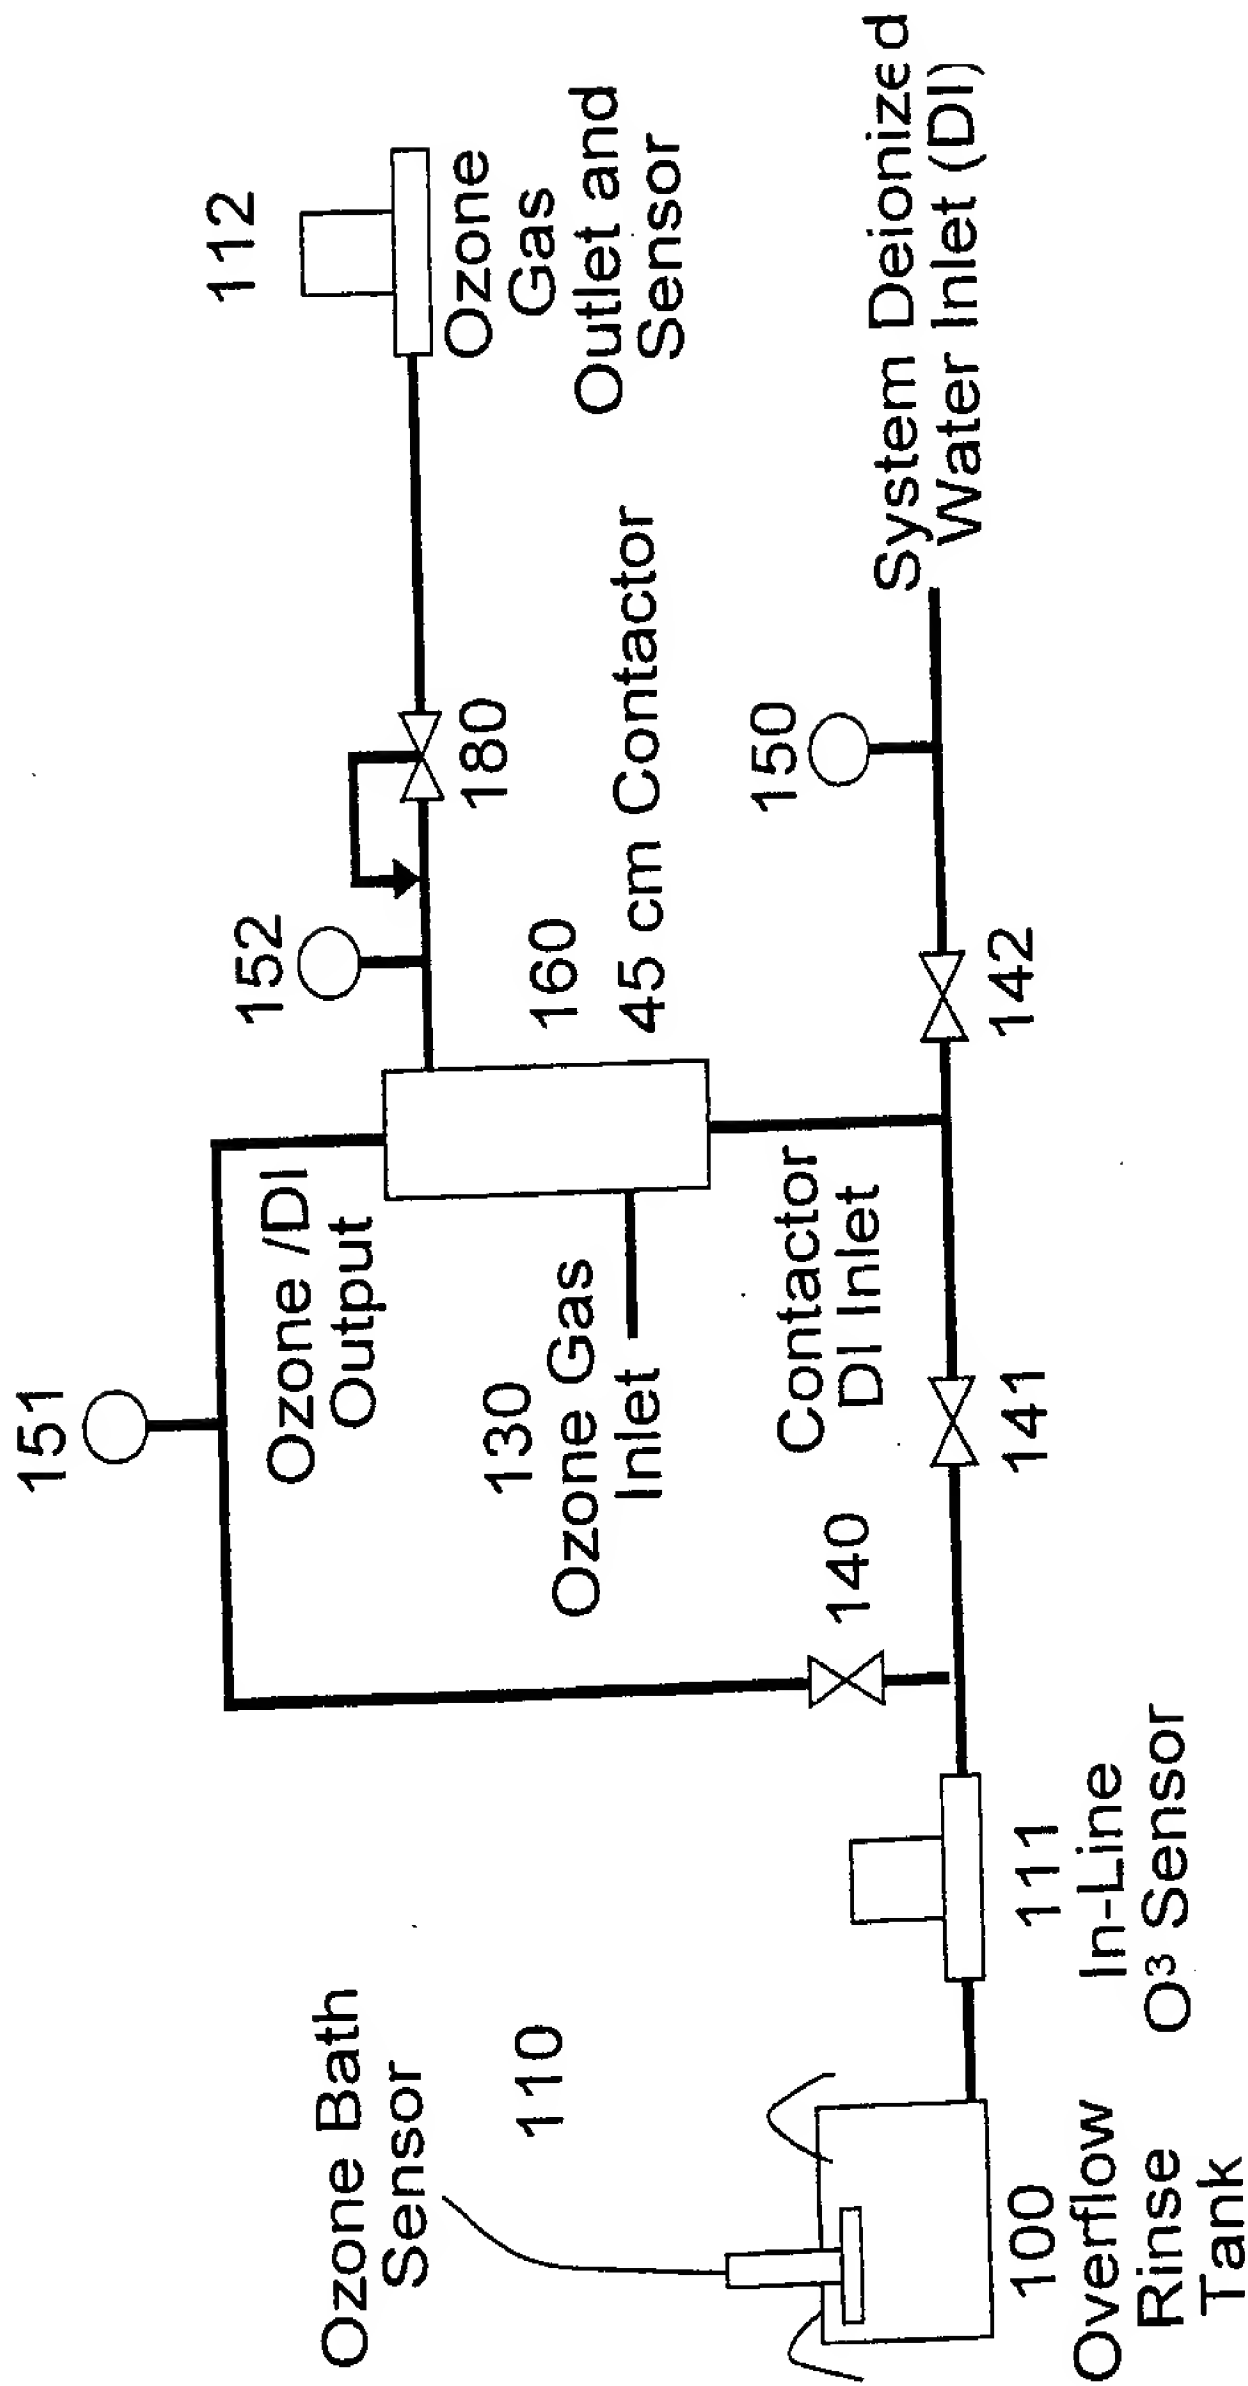 Ozone Bath
Sensor
110
100
Overflow
Rinse
Tank
111
In-Line
O³ Sensor
151
Ozone /DI
Output
130
Ozone Gas
Inlet
140
Contactor
DI Inlet
141
152
160
45 cm Contactor
180
150
142
112
Ozone
Gas
Outlet and
Sensor
System Deionized
Water Inlet (DI)